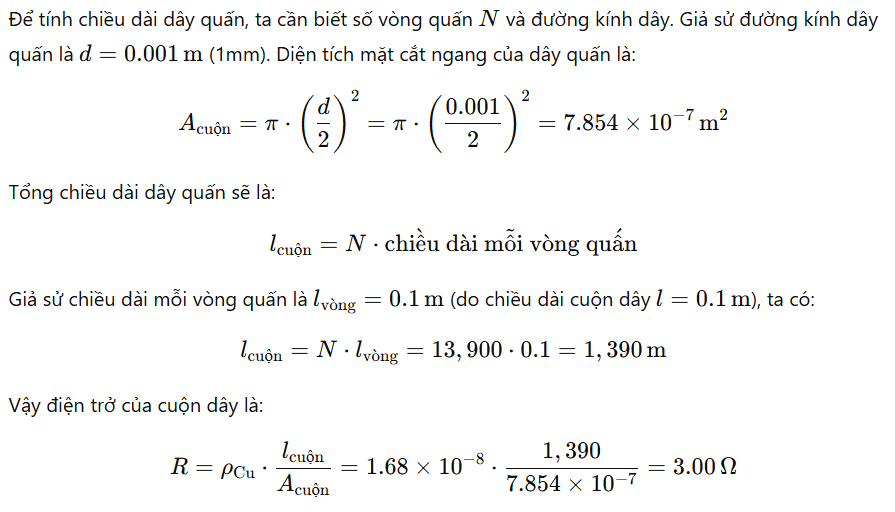 Để tính chiều dài dây quấn, ta cần biết số vòng quấn N và đường kính dây. Giả sử đường kính dây
quấn là d = 0.001 m (1mm). Diện tích mặt cắt ngang của dây quấn là:
A_cuộn = π · (d/2)² = π · (0.001/2)² = 7.854 × 10⁻⁷ m²
Tổng chiều dài dây quấn sẽ là:
l_cuộn = N · chiều dài mỗi vòng quấn
Giả sử chiều dài mỗi vòng quấn là l_vòng = 0.1 m (do chiều dài cuộn dây l = 0.1 m), ta có:
l_cuộn = N · l_vòng = 13,900 · 0.1 = 1,390 m
Vậy điện trở của cuộn dây là:
R = ρ_Cu · l_cuộn/A_cuộn = 1.68 × 10⁻⁸ · 1,390/7.854 × 10⁻⁷ = 3.00 Ω